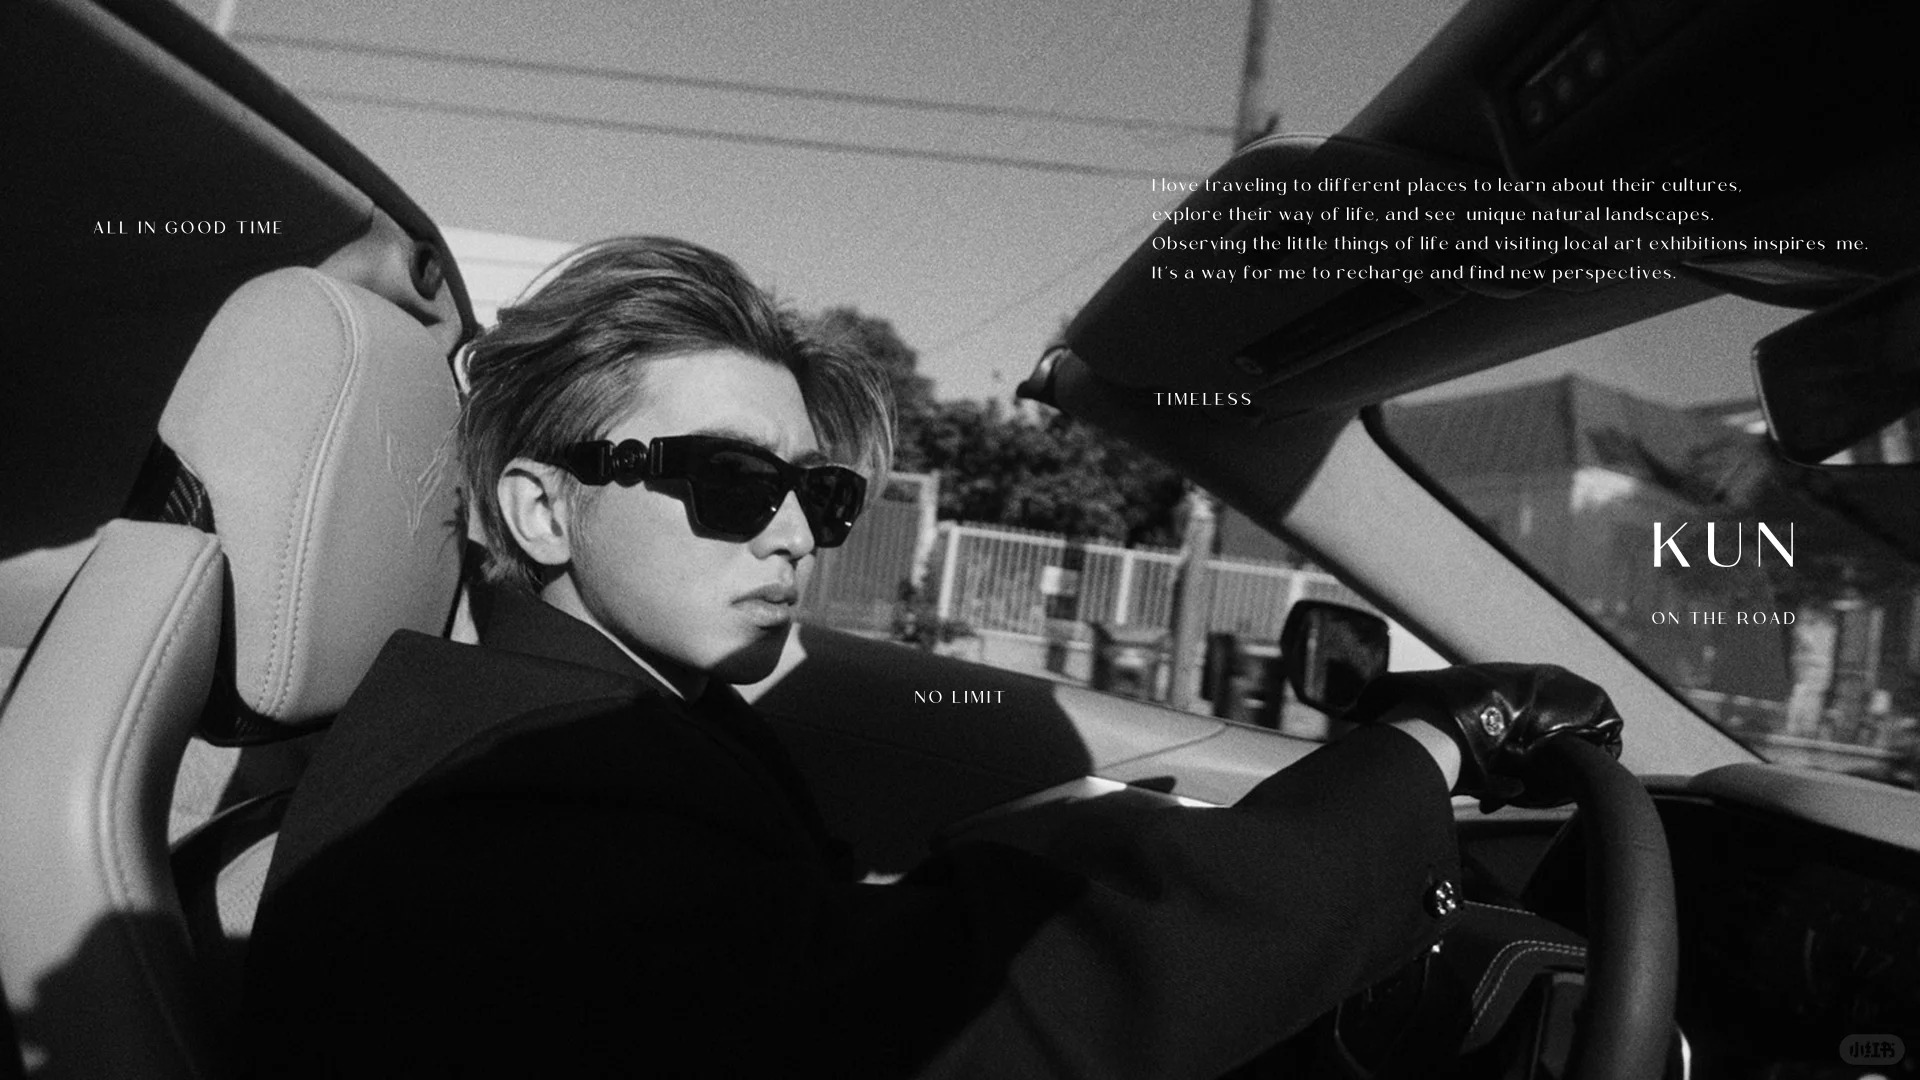 ALL IN GOOD TIME
I love traveling to different places to learn about their cultures,
explore their way of life, and see unique natural landscapes.
Observing the little things of life and visiting local art exhibitions inspires me.
It's a way for me to recharge and find new perspectives.
TIMELESS
KUN
ON THE ROAD
NO LIMIT
小红书